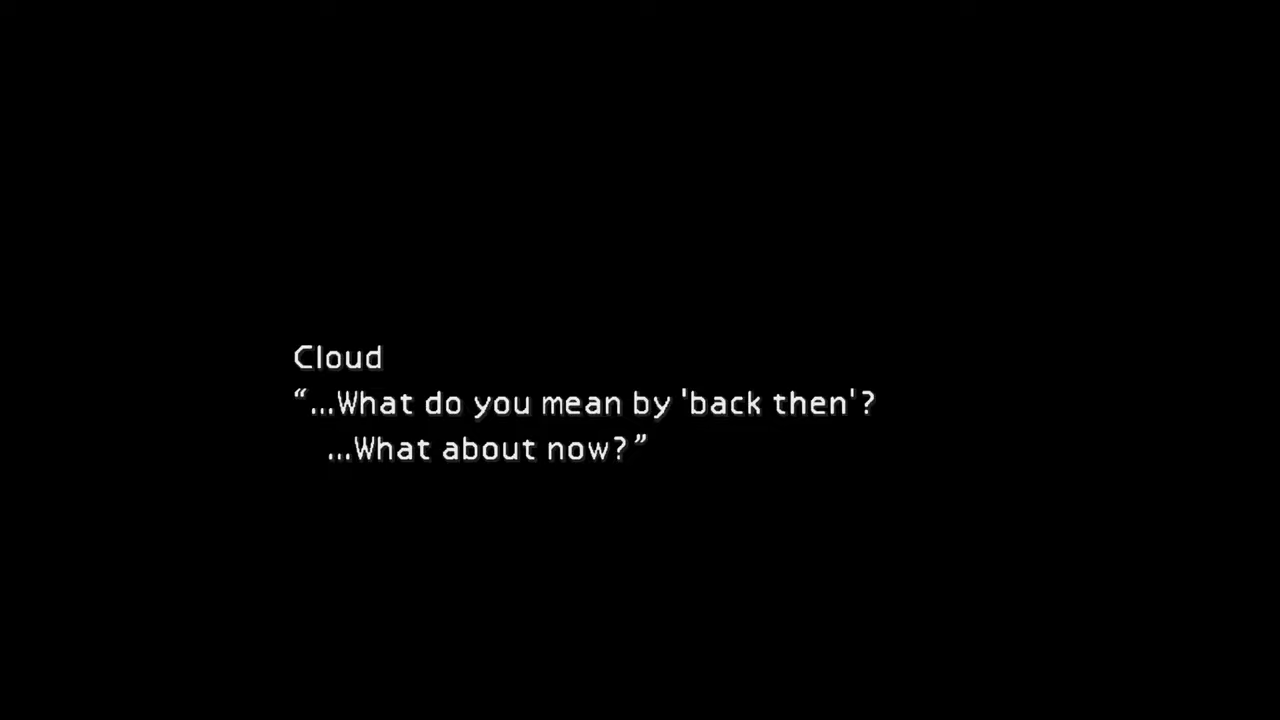 Cloud
“...What do you mean by 'back then'?
...What about now?”